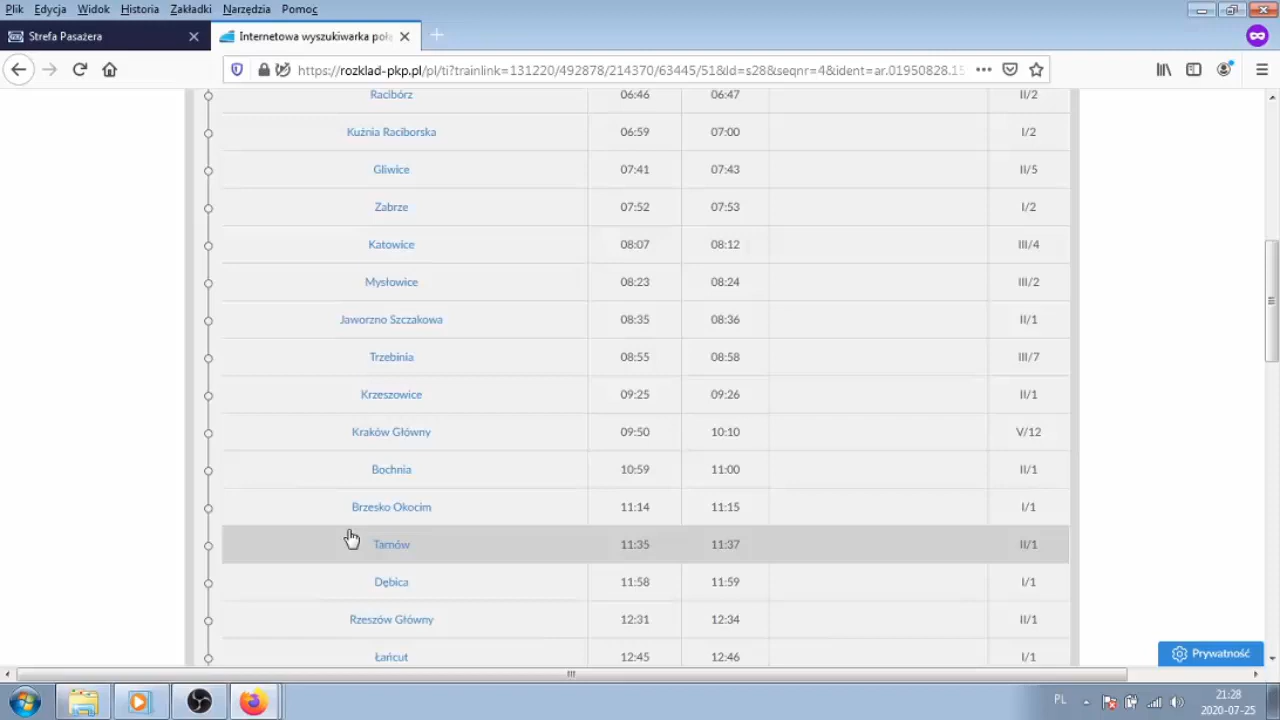 Plik Edycja Widok Historia Zakładki Narzędzia Pomoc
Strefa Pasażera
Internetowa wyszukiwarka poł
https://rozklad-pkp.pl/pl/ti?trainlink=131220/492878/214370/63445/51&ld=s28&seqnr=4&ident=ar.01950828.15
Racibórz 06:46 06:47 II/2
Kuźnia Raciborska 06:59 07:00 I/2
Gliwice 07:41 07:43 II/5
Zabrze 07:52 07:53 I/2
Katowice 08:07 08:12 III/4
Mysłowice 08:23 08:24 III/2
Jaworzno Szczakowa 08:35 08:36 II/1
Trzebinia 08:55 08:58 III/7
Krzeszowice 09:25 09:26 II/1
Kraków Główny 09:50 10:10 V/12
Bochnia 10:59 11:00 II/1
Brzesko Okocim 11:14 11:15 I/1
Tarnów 11:35 11:37 II/1
Dębica 11:58 11:59 I/1
Rzeszów Główny 12:31 12:34 II/1
Łańcut 12:45 12:46 I/1
Prywatność
PL
21:28
2020-07-25